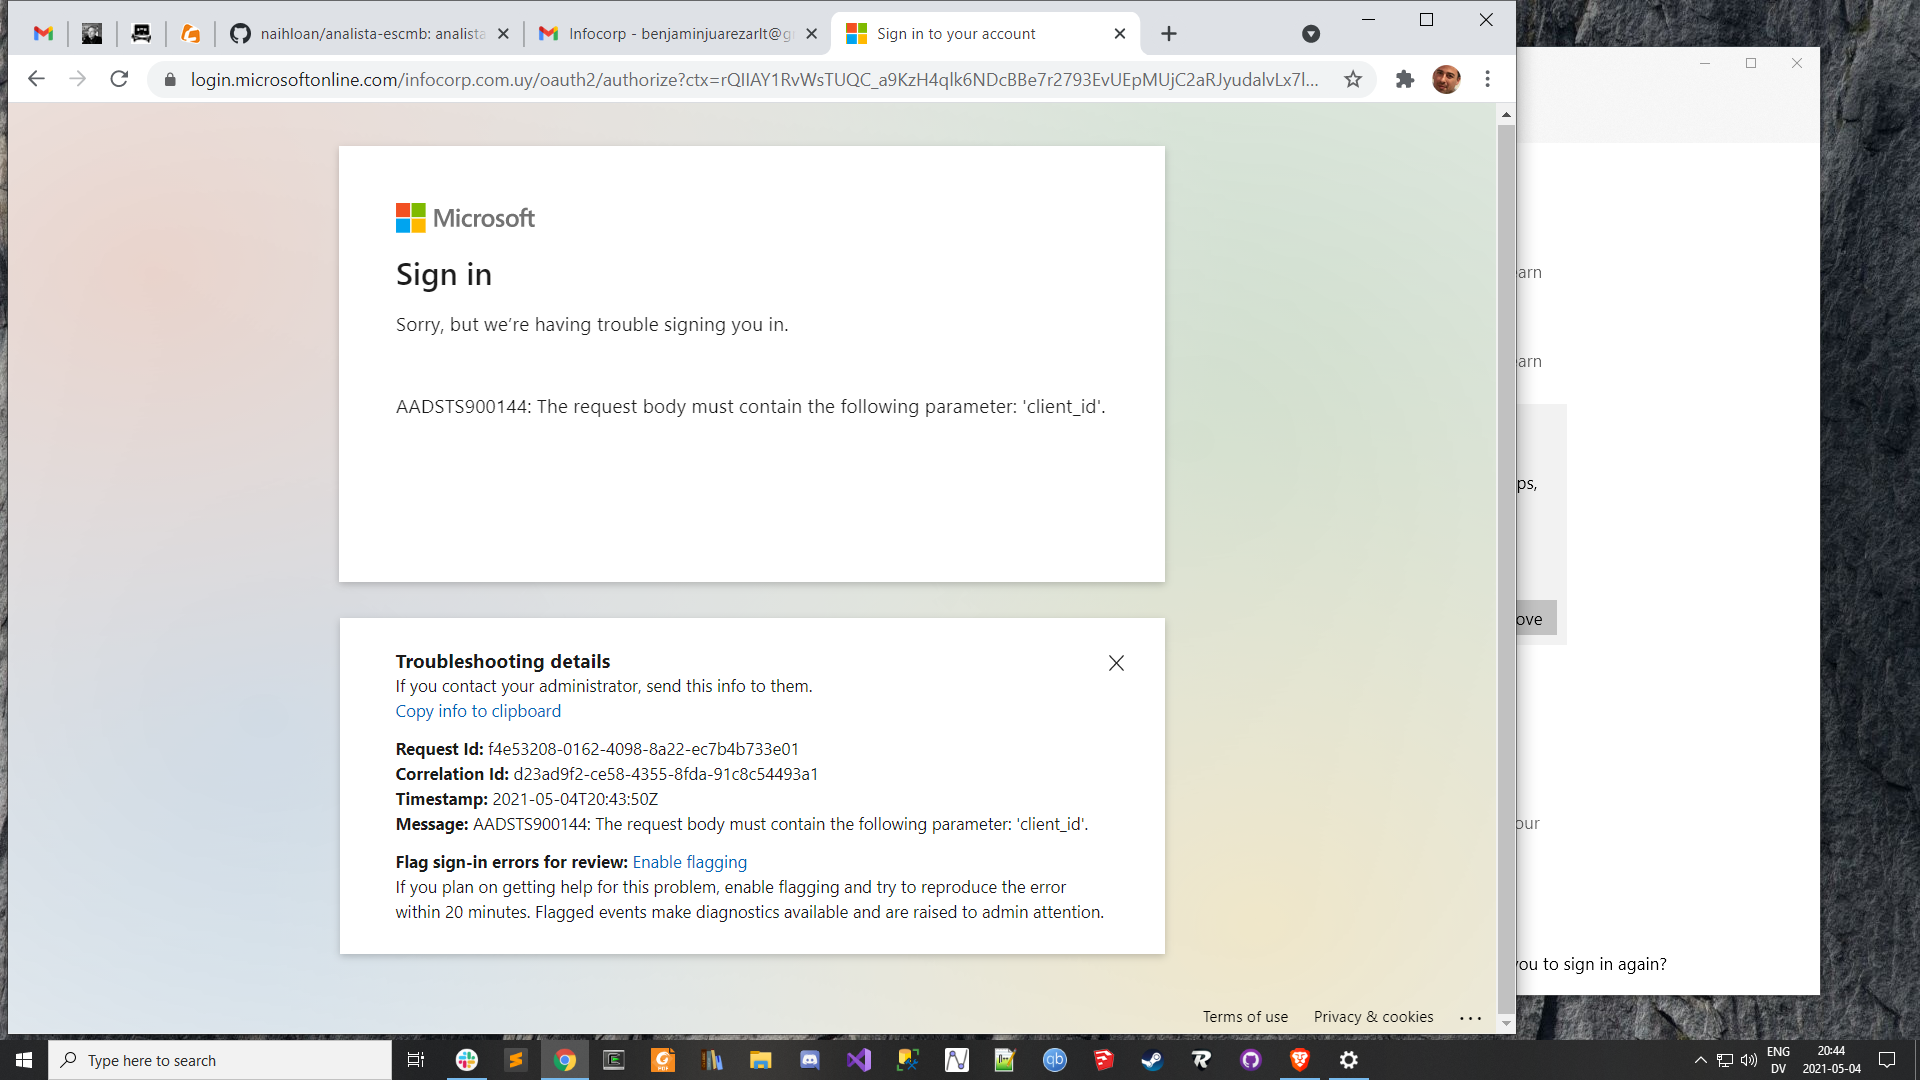 naihloan/analista-escmb: analista
Infocorp - benjaminjuarezarlt@g
Sign in to your account
login.microsoftonline.com/infocorp.com.uy/oauth2/authorize?ctx=rQIIAY1RvWsTUQC_a9KzH4qlk6NDcBBe7r2793EvUEpMUjC2aRJyudalvLx7l...
Microsoft
Sign in
Sorry, but we're having trouble signing you in.
AADSTS900144: The request body must contain the following parameter: 'client_id'.
Troubleshooting details
If you contact your administrator, send this info to them.
Copy info to clipboard
Request Id: f4e53208-0162-4098-8a22-ec7b4b733e01
Correlation Id: d23ad9f2-ce58-4355-8fda-91c8c54493a1
Timestamp: 2021-05-04T20:43:50Z
Message: AADSTS900144: The request body must contain the following parameter: 'client_id'.
Flag sign-in errors for review: Enable flagging
If you plan on getting help for this problem, enable flagging and try to reproduce the error
within 20 minutes. Flagged events make diagnostics available and are raised to admin attention.
Terms of use Privacy & cookies ...
earn
earn
ps,
ove
our
you to sign in again?
Type here to search
ENG
DV
20:44
2021-05-04